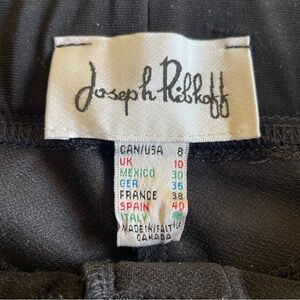 Joseph Ribkoff
CAN/USA 8
UK 10
MEXICO 30
GER 36
FRANCE 38
SPAIN 40
ITALY
MADE IN/FAIT
CANADA